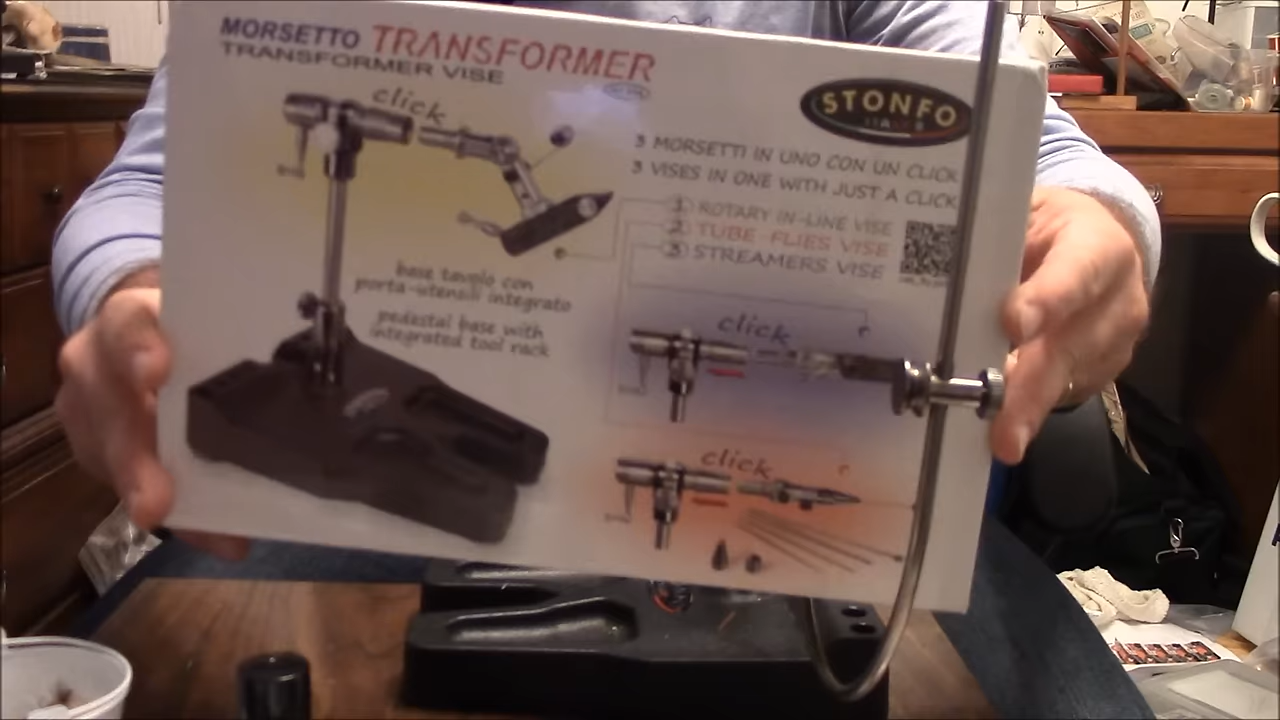 MORSETTO TRANSFORMER
TRANSFORMER VISE
STONFO
ITALY
click
3 MORSETTI IN UNO CON UN CLICK
3 VISES IN ONE WITH JUST A CLICK
1 ROTARY IN-LINE VISE
2 TUBE FLIES VISE
3 STREAMERS VISE
base tavolo con
porta-utensili integrato
pedestal base with
integrated tool rack
click
click